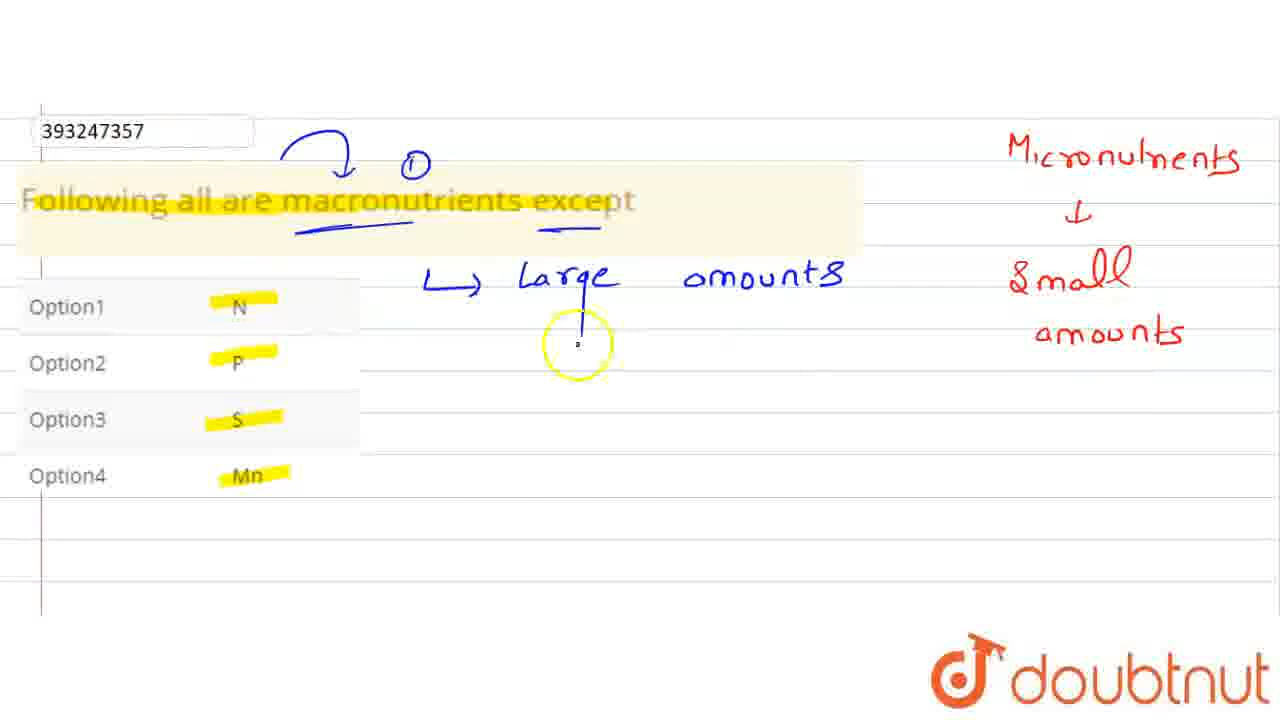 393247357
Micronutrients
①
Following all are macronutrients except
↓
↳ Large amounts
Small
Option1 N
amounts
Option2 P
Option3 S
Option4 Mn
doubtnut